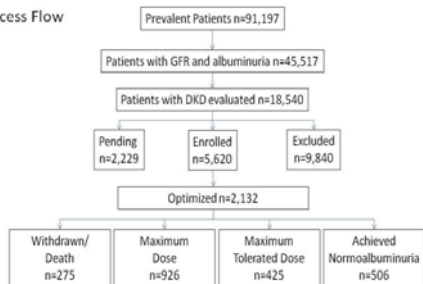 cess Flow
Prevalent Patients n=91,197
Patients with GFR and albuminuria n=45,517
Patients with DKD evaluated n=18,540
Pending
n=2,229
Enrolled
n=5,620
Excluded
n=9,840
Optimized n=2,132
Withdrawn/
Death
n=275
Maximum
Dose
n=926
Maximum
Tolerated Dose
n=425
Achieved
Normoalbuminuria
n=506